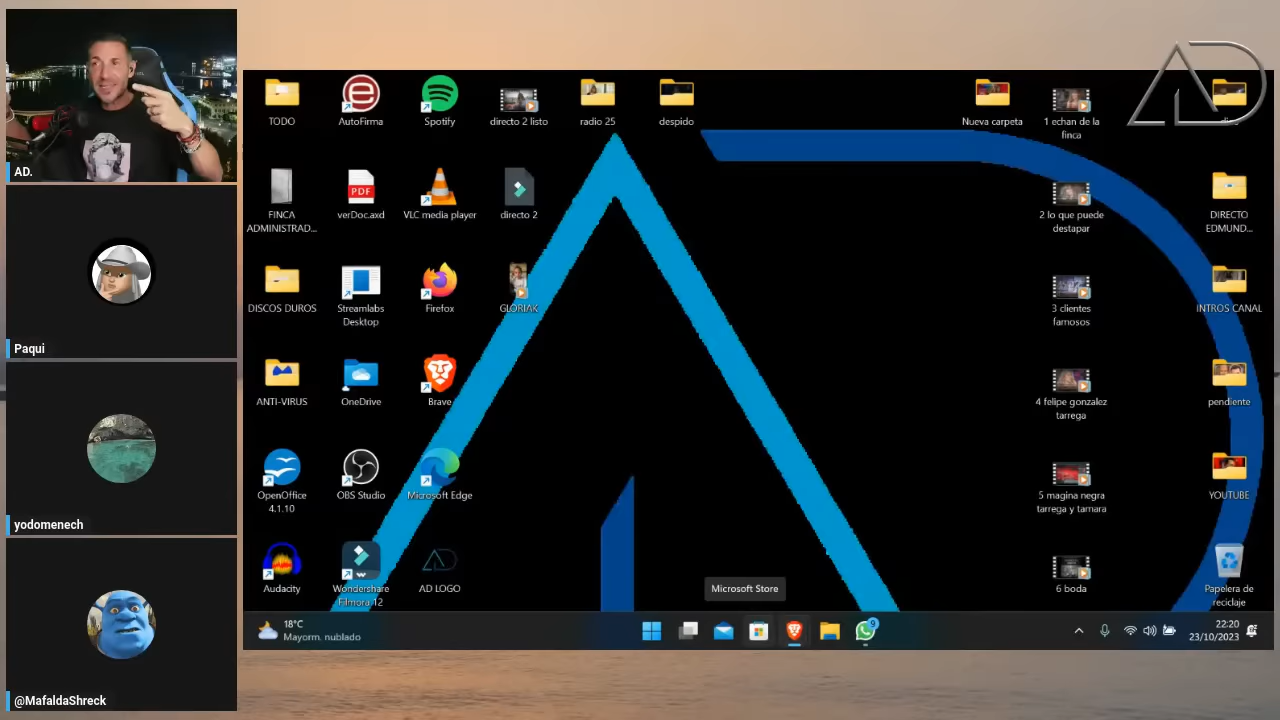 AD.
Paqui
yodomenech
@MafaldaShreck
TODO
AutoFirma
Spotify
directo 2 listo
radio 25
despido
Nueva carpeta
1 echan de la
finca
AD
FINCA
ADMINISTRAD...
PDF
verDoc.axd
VLC media player
directo 2
2 lo que puede
destapar
DIRECTO
EDMUND...
DISCOS DUROS
Streamlabs
Desktop
Firefox
GLORIAK
3 clientes
famosos
INTROS CANAL
ANTI-VIRUS
OneDrive
Brave
4 felipe gonzalez
tarrega
pendiente
OpenOffice
4.1.10
OBS Studio
Microsoft Edge
5 magina negra
tarrega y tamara
YOUTUBE
Audacity
Wondershare
Filmora 12
AD LOGO
Microsoft Store
6 boda
Papelera de
reciclaje
18°C
Mayorm. nublado
9
22:20
23/10/2023